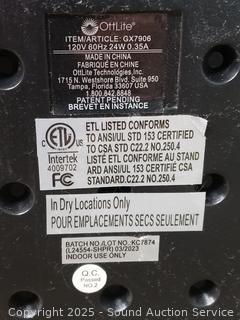 OttLite®
ITEM/ARTICLE: GX7906
120V 60Hz 24W 0.35A
MADE IN CHINA
FABRIQUÉ EN CHINE
OttLite Technologies, Inc.
1715 N. Westshore Blvd, Suite 950
Tampa, Florida 33607 USA
1.800.842.8848
PATENT PENDING
BREVET EN INSTANCE
ETL LISTED CONFORMS
TO ANSI/UL STD 153 CERTIFIED
TO CSA STD C22.2 NO.250.4
LISTÉ ETL CONFORME AU STAND
ARD ANSI/UL 153 CERTIFIÉ CSA
STANDARD.C22.2 NO.250.4
ETL
LISTED
C US
Intertek
4009702
FC
In Dry Locations Only
POUR EMPLACEMENTS SECS SEULEMENT
BATCH NO./LOT NO. KC7874
(L24554-SHPR) 03/2023
INDOOR USE ONLY
Q.C.
Passed
NO.2
Copyright © 2025 - Sound Auction Service